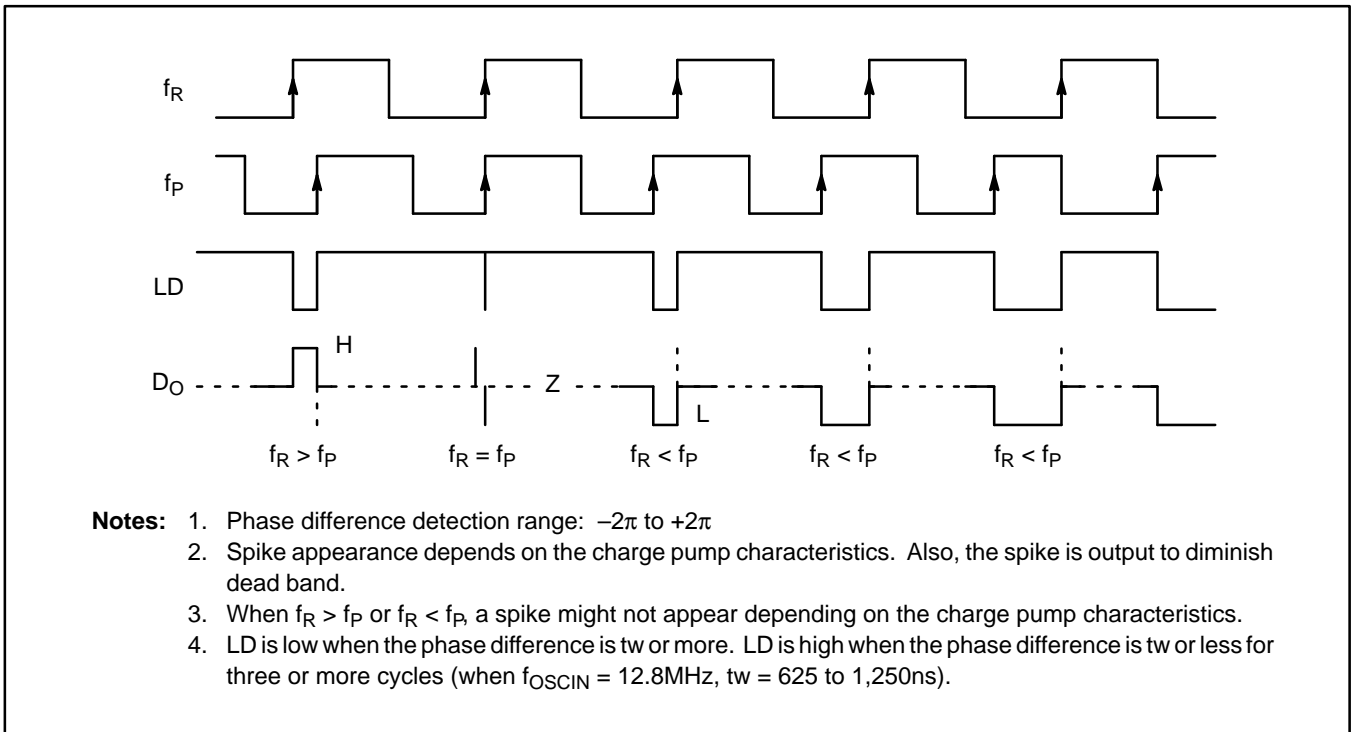 fR
fP
LD
H
DO
Z
L
fR > fP
fR = fP
fR < fP
fR < fP
fR < fP
Notes: 1. Phase difference detection range: –2π to +2π
2. Spike appearance depends on the charge pump characteristics. Also, the spike is output to diminish
dead band.
3. When fR > fP or fR < fP, a spike might not appear depending on the charge pump characteristics.
4. LD is low when the phase difference is tw or more. LD is high when the phase difference is tw or less for
three or more cycles (when fOSCIN = 12.8MHz, tw = 625 to 1,250ns).